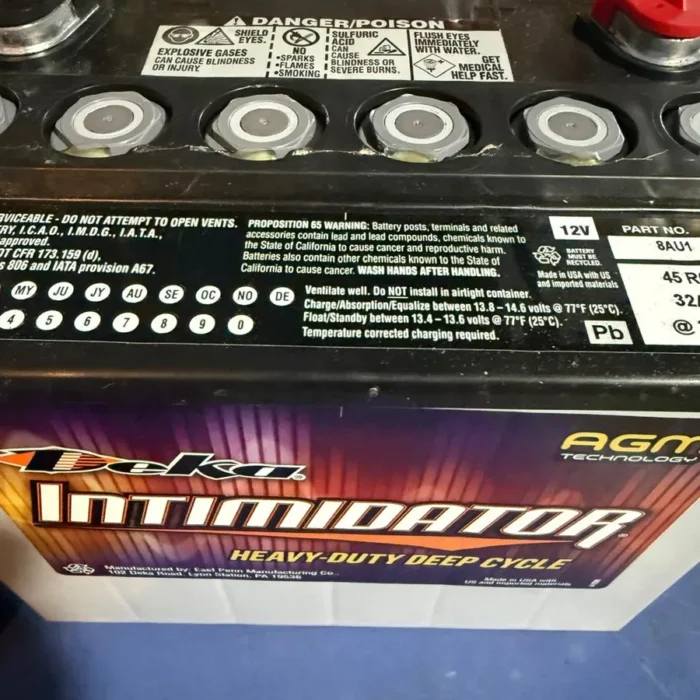 DANGER/POISON
SHIELD
EYES.
EXPLOSIVE GASES
CAN CAUSE BLINDNESS
OR INJURY.
NO
•SPARKS
•FLAMES
•SMOKING
SULFURIC
ACID
CAN
CAUSE
BLINDNESS OR
SEVERE BURNS.
FLUSH EYES
IMMEDIATELY
WITH WATER.
GET
MEDICAL
HELP FAST.
RVICEABLE - DO NOT ATTEMPT TO OPEN VENTS.
RY, I.C.A.O., I.M.D.G., I.A.T.A.,
approved.
OT CFR 173.159 (d),
s 806 and IATA provision A67.
MY JU JY AU SE OC NO DE
4 5 6 7 8 9 0
PROPOSITION 65 WARNING: Battery posts, terminals and related
accessories contain lead and lead compounds, chemicals known to
the State of California to cause cancer and reproductive harm.
Batteries also contain other chemicals known to the State of
California to cause cancer. WASH HANDS AFTER HANDLING.
Ventilate well. Do NOT install in airtight container.
Charge/Absorption/Equalize between 13.8 – 14.6 volts @ 77°F (25°C).
Float/Standby between 13.4 – 13.6 volts @ 77°F (25°C).
Temperature corrected charging required.
12V
BATTERY
MUST BE
RECYCLED.
Made in USA with US
and imported materials
Pb
PART NO.
8AU1
45 R
32
@
Deka
AGM
TECHNOLOGY
INTIMIDATOR
HEAVY-DUTY DEEP CYCLE
Manufactured by: East Penn Manufacturing Co.,
102 Deka Road, Lyon Station, PA 19536
Made in USA with
US and imported materials